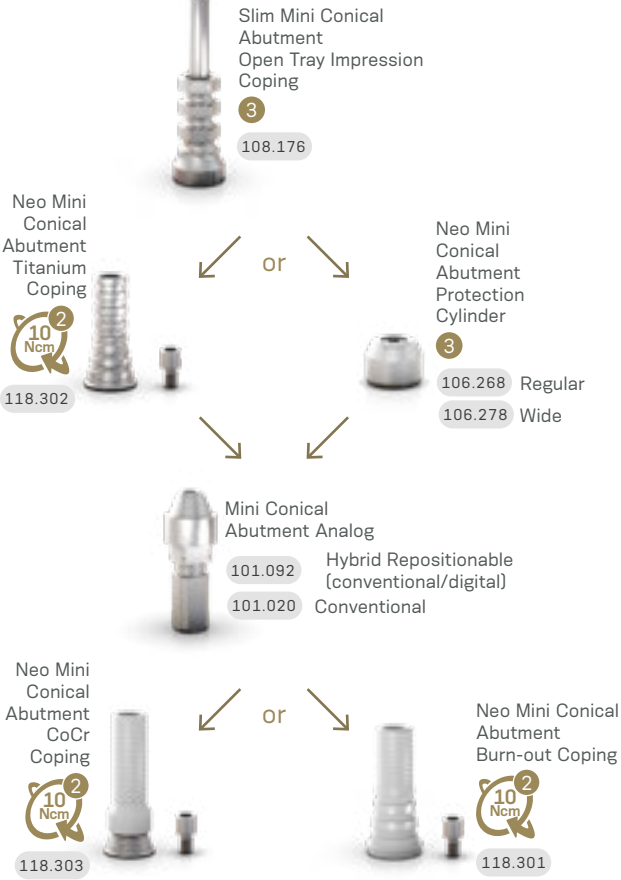 Slim Mini Conical
Abutment
Open Tray Impression
Coping
3
108.176
Neo Mini
Conical
Abutment
Titanium
Coping
2
10
Ncm
118.302
or
Neo Mini
Conical
Abutment
Protection
Cylinder
3
106.268 Regular
106.278 Wide
Mini Conical
Abutment Analog
101.092 Hybrid Repositionable
(conventional/digital)
101.020 Conventional
Neo Mini
Conical
Abutment
CoCr
Coping
2
10
Ncm
118.303
or
Neo Mini Conical
Abutment
Burn-out Coping
2
10
Ncm
118.301